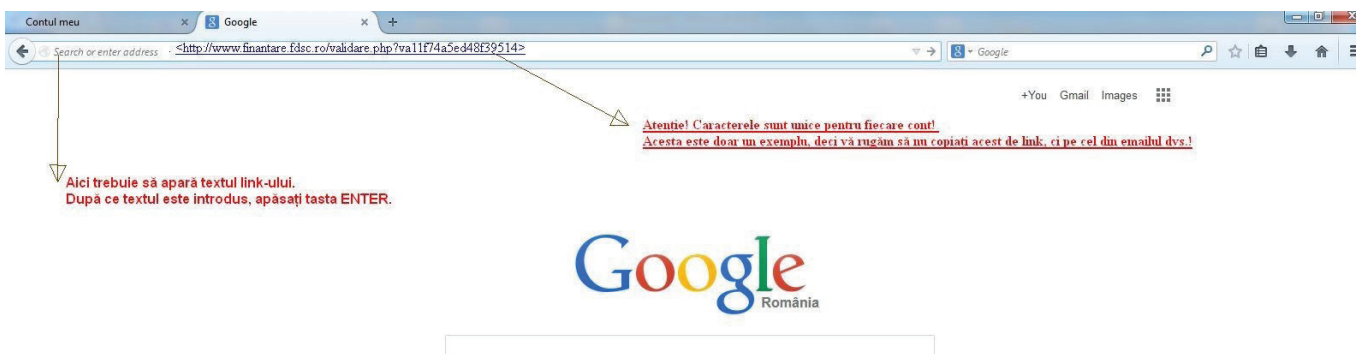 Contul meu
Google
Search or enter address
<http://www.finantare.fdsc.ro/validare.php?va11f74a5ed48f39514>
Google
+You Gmail Images
Atenție! Caracterele sunt unice pentru fiecare cont!
Acesta este doar un exemplu, deci vă rugăm să nu copiati acest de link, ci pe cel din emailul dvs.!
Aici trebuie să apară textul link-ului.
După ce textul este introdus, apăsați tasta ENTER.
Google
România